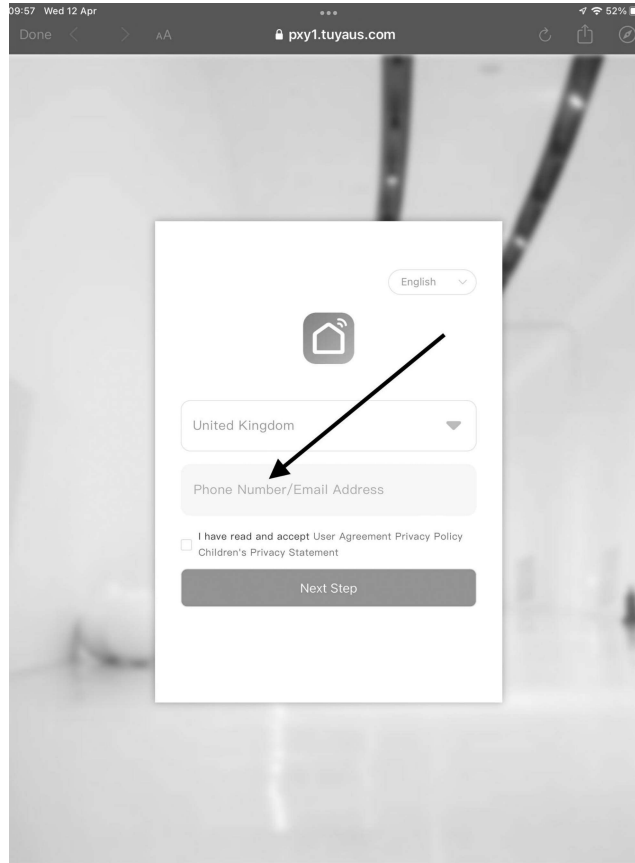 09:57 Wed 12 Apr
52%
Done
AA
pxy1.tuyaus.com
English
United Kingdom
Phone Number/Email Address
I have read and accept User Agreement Privacy Policy
Children's Privacy Statement
Next Step